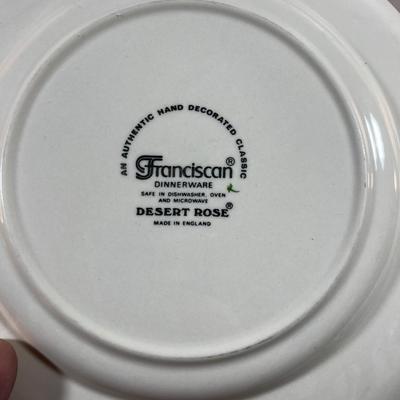 AN AUTHENTIC HAND DECORATED CLASSIC
Franciscan®
DINNERWARE
SAFE IN DISHWASHER, OVEN
AND MICROWAVE
DESERT ROSE®
MADE IN ENGLAND